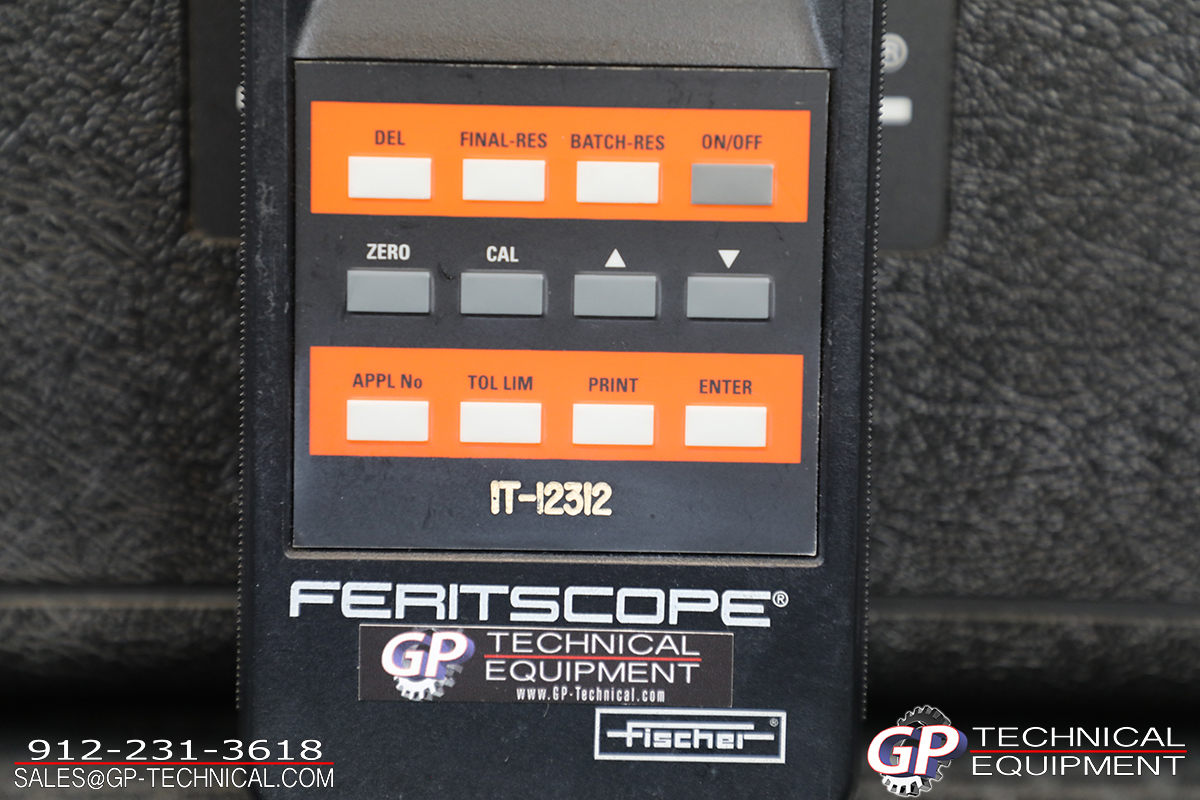 ®
DEL FINAL-RES BATCH-RES ON/OFF
ZERO CAL ▲ ▼
APPL No TOL LIM PRINT ENTER
IT-12312
FERITSCOPE®
GP TECHNICAL
EQUIPMENT
www.GP-Technical.com
fischer®
912-231-3618
SALES@GP-TECHNICAL.COM
GP TECHNICAL
EQUIPMENT